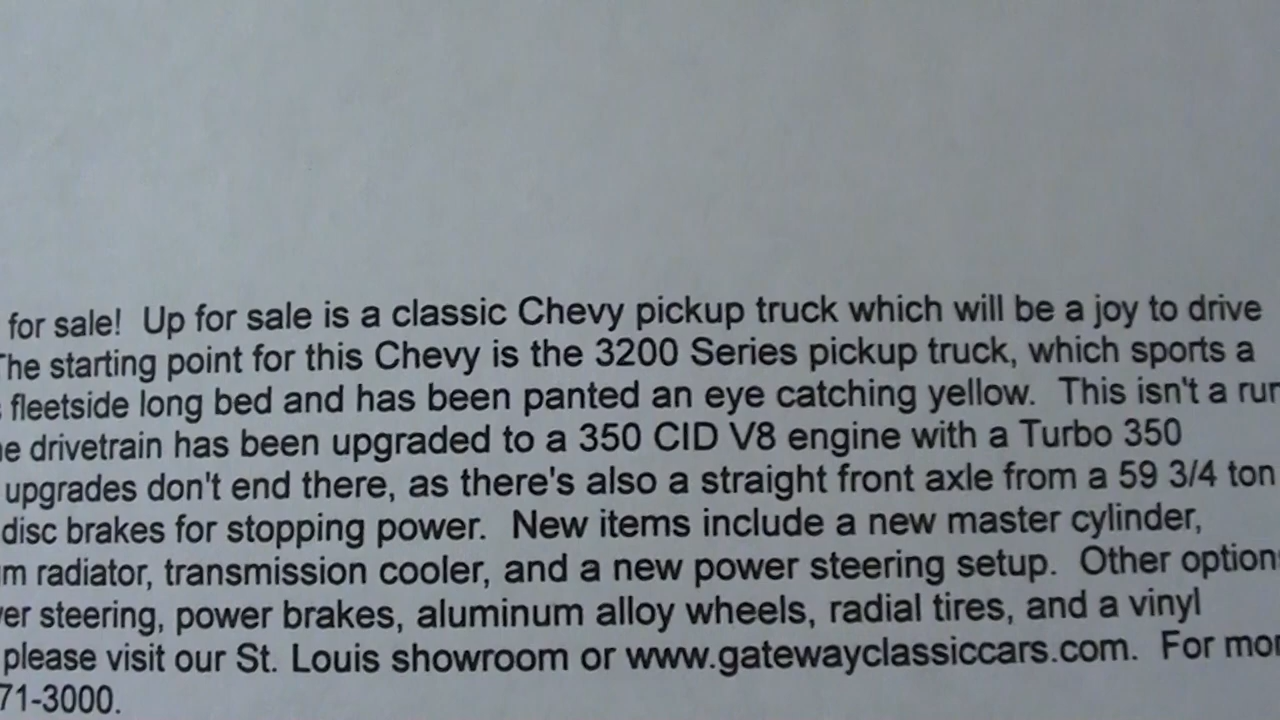 for sale!  Up for sale is a classic Chevy pickup truck which will be a joy to drive
The starting point for this Chevy is the 3200 Series pickup truck, which sports a
fleetside long bed and has been panted an eye catching yellow.  This isn't a run
drivetrain has been upgraded to a 350 CID V8 engine with a Turbo 350
upgrades don't end there, as there's also a straight front axle from a 59 3/4 ton
disc brakes for stopping power.  New items include a new master cylinder,
radiator, transmission cooler, and a new power steering setup.  Other option
steering, power brakes, aluminum alloy wheels, radial tires, and a vinyl
please visit our St. Louis showroom or www.gatewayclassiccars.com.  For mor
71-3000.